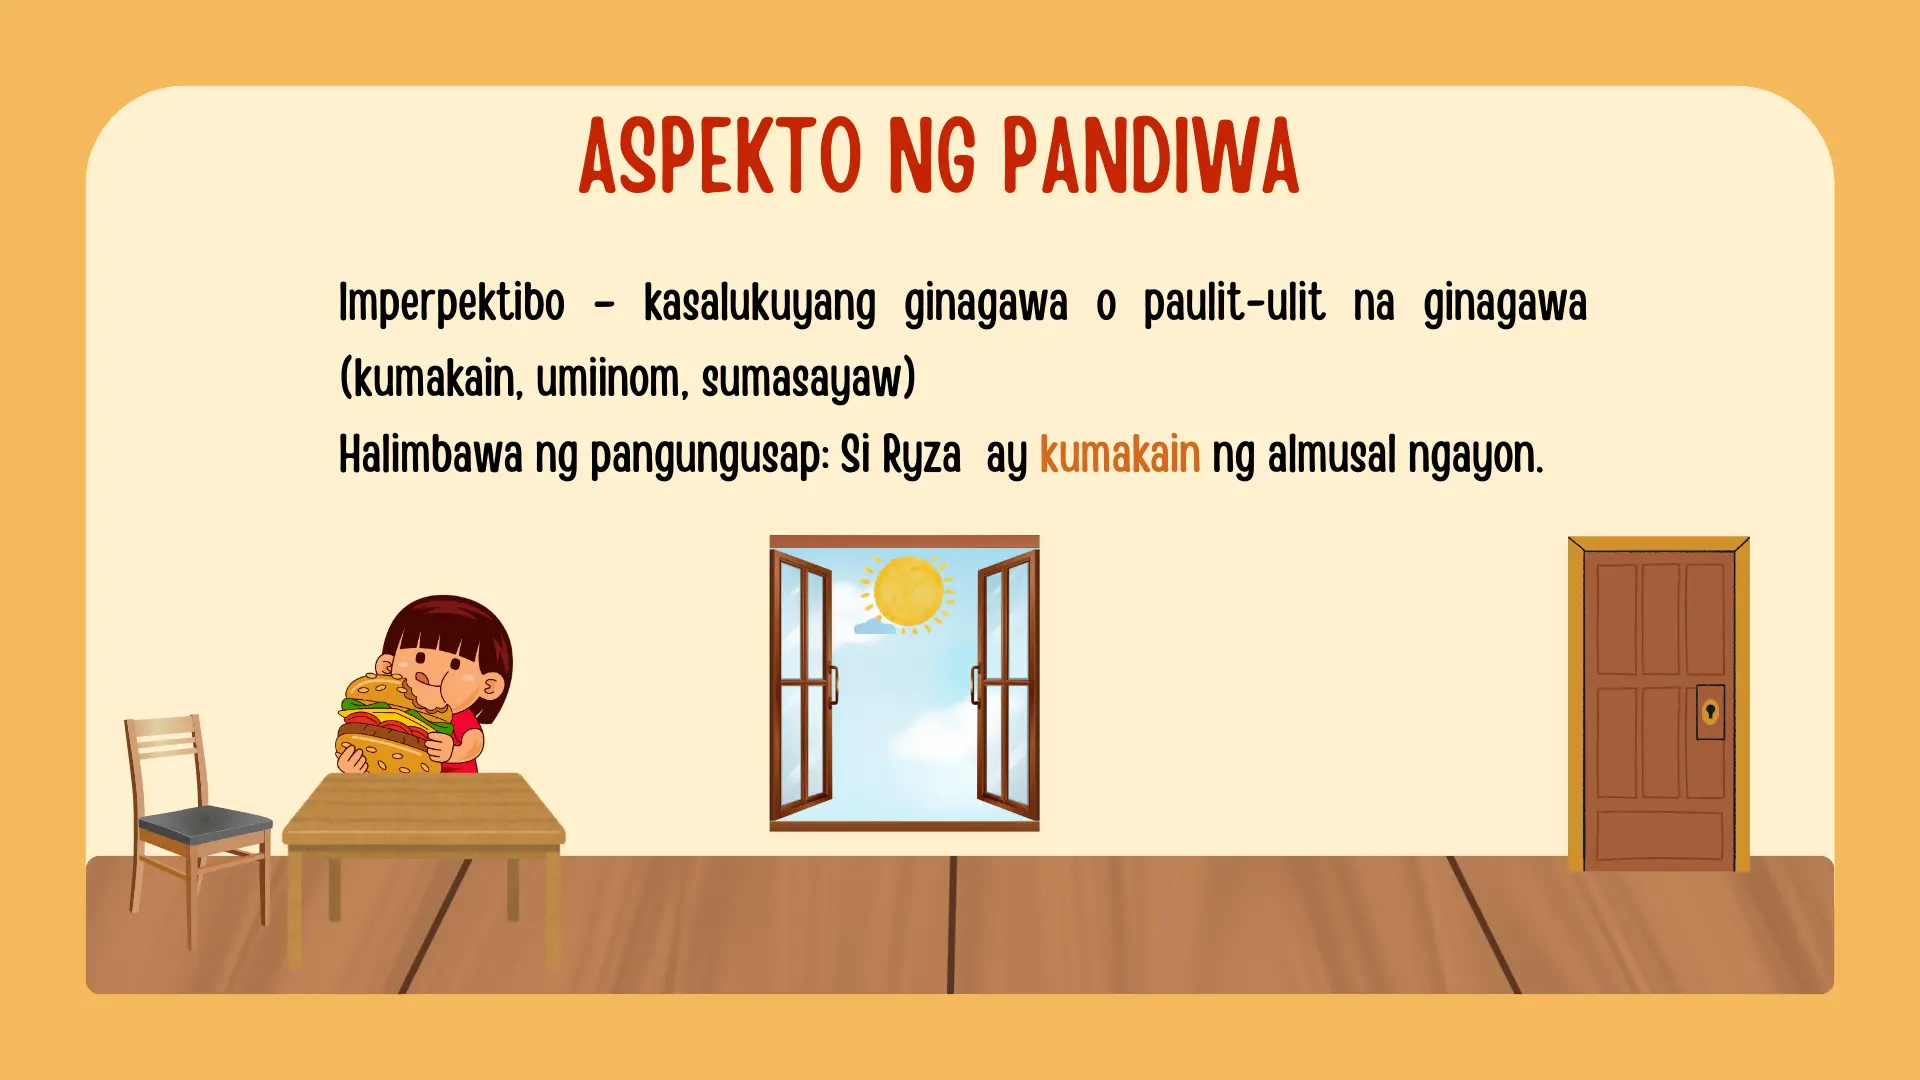 ASPEKTO NG PANDIWA
Imperpektibo - kasalukuyang ginagawa o paulit-ulit na ginagawa
(kumakain, umiinom, sumasayaw)
Halimbawa ng pangungusap: Si Ryza ay kumakain ng almusal ngayon.